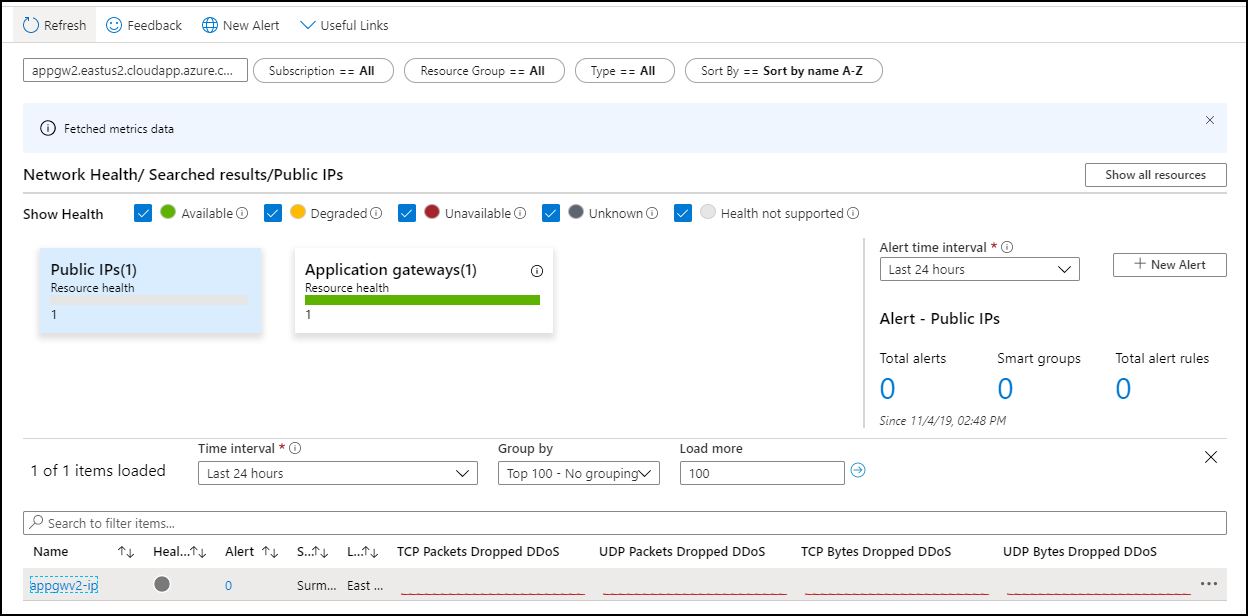 Refresh Feedback New Alert Useful Links
appgw2.eastus2.cloudapp.azure.c... Subscription == All Resource Group == All Type == All Sort By == Sort by name A-Z
Fetched metrics data
Network Health/ Searched results/Public IPs Show all resources
Show Health Available Degraded Unavailable Unknown Health not supported
Public IPs(1)
Resource health
1
Application gateways(1)
Resource health
1
Alert time interval *
Last 24 hours
New Alert
Alert - Public IPs
Total alerts Smart groups Total alert rules
0 0 0
Since 11/4/19, 02:48 PM
1 of 1 items loaded
Time interval * Group by Load more
Last 24 hours Top 100 - No grouping 100
Search to filter items...
Name Heal... Alert S... L... TCP Packets Dropped DDoS UDP Packets Dropped DDoS TCP Bytes Dropped DDoS UDP Bytes Dropped DDoS
appgwv2-ip 0 Surm... East ...